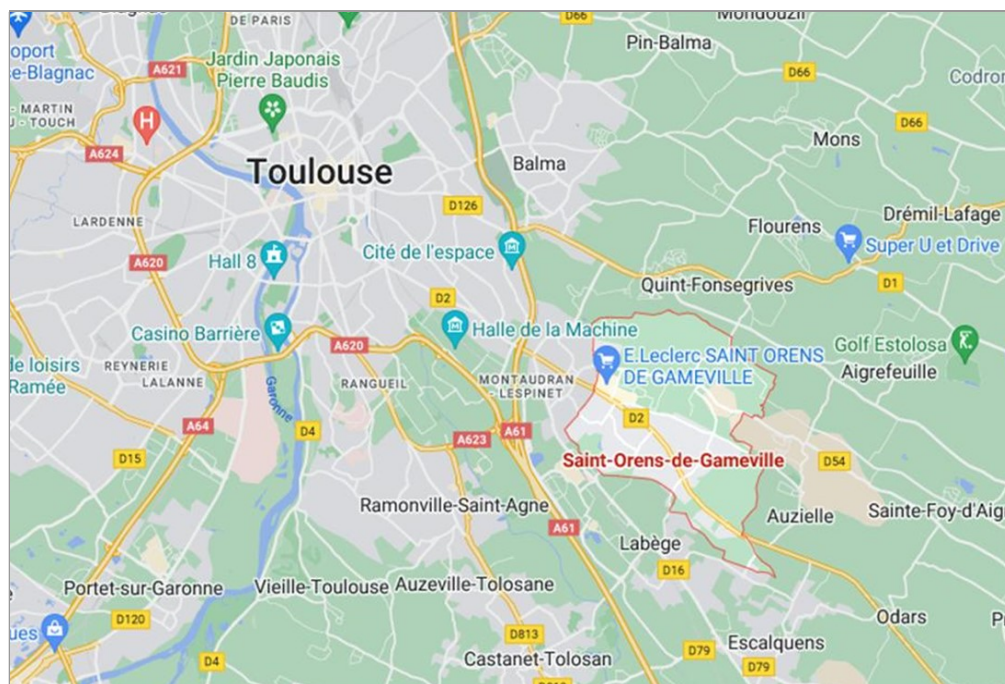 DE PARIS
D66
Mondouzil
Pin-Balma
oport
se-Blagnac
A621
Jardin Japonais
Pierre Baudis
D66
Codron
- MARTIN
U - TOUCH
H
D66
Mons
A624
Toulouse
Balma
LARDENNE
D126
Flourens
Drémil-Lafage
Super U et Drive
A620
Hall 8
Cité de l'espace
Quint-Fonsegrives
D1
D2
Casino Barrière
A620
Halle de la Machine
Golf Estolosa
Aigrefeuille
de loisirs
Ramée
REYNERIE
LALANNE
RANGUEIL
MONTAUDRAN
- LESPINET
E.Leclerc SAINT ORENS
DE GAMEVILLE
Garonne
A64
D4
A623
A61
D2
D15
Saint-Orens-de-Gameville
D54
Ramonville-Saint-Agne
A61
Auzielle
Sainte-Foy-d'Aig
Labège
D16
Portet-sur-Garonne
Vieille-Toulouse
Auzeville-Tolosane
D120
Odars
ues
D813
Escalquens
D4
Castanet-Tolosan
D79
D79